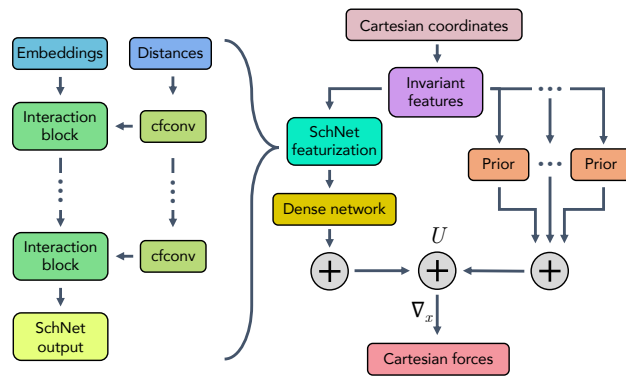 Embeddings
Distances
Interaction
block
cfconv
Interaction
block
cfconv
SchNet
output
Cartesian coordinates
Invariant
features
SchNet
featurization
Prior
Prior
Dense network
U
∇x
Cartesian forces